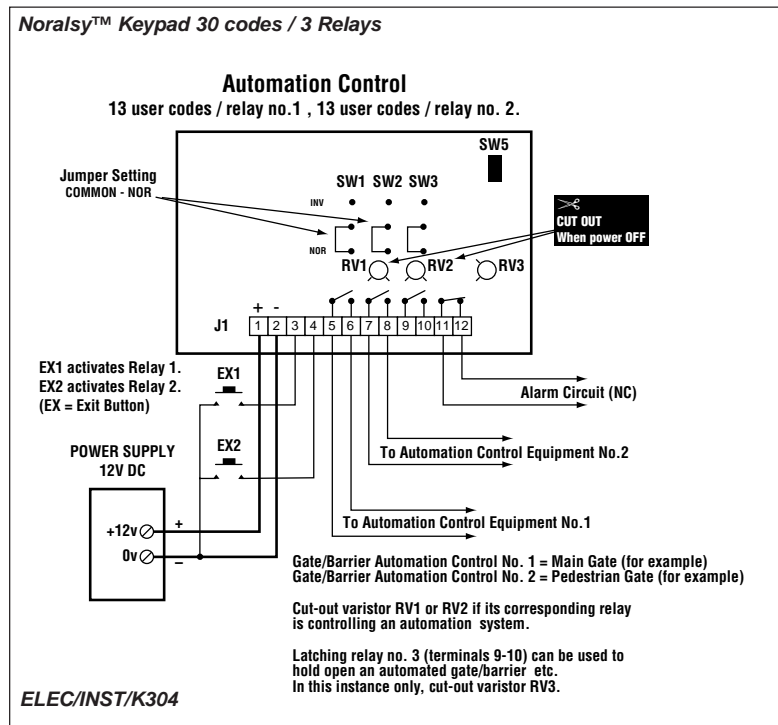 Noralsy™ Keypad 30 codes / 3 Relays
Automation Control
13 user codes / relay no.1 , 13 user codes / relay no. 2.
SW5
Jumper Setting
COMMON - NOR
SW1 SW2 SW3
INV
NOR
CUT OUT
When power OFF
RV1 RV2 RV3
+ -
J1 1 2 3 4 5 6 7 8 9 10 11 12
EX1 activates Relay 1.
EX2 activates Relay 2.
(EX = Exit Button)
EX1
Alarm Circuit (NC)
EX2
POWER SUPPLY
12V DC
To Automation Control Equipment No.2
+12v +
To Automation Control Equipment No.1
0v –
Gate/Barrier Automation Control No. 1 = Main Gate (for example)
Gate/Barrier Automation Control No. 2 = Pedestrian Gate (for example)
Cut-out varistor RV1 or RV2 if its corresponding relay
is controlling an automation system.
Latching relay no. 3 (terminals 9-10) can be used to
hold open an automated gate/barrier etc.
In this instance only, cut-out varistor RV3.
ELEC/INST/K304